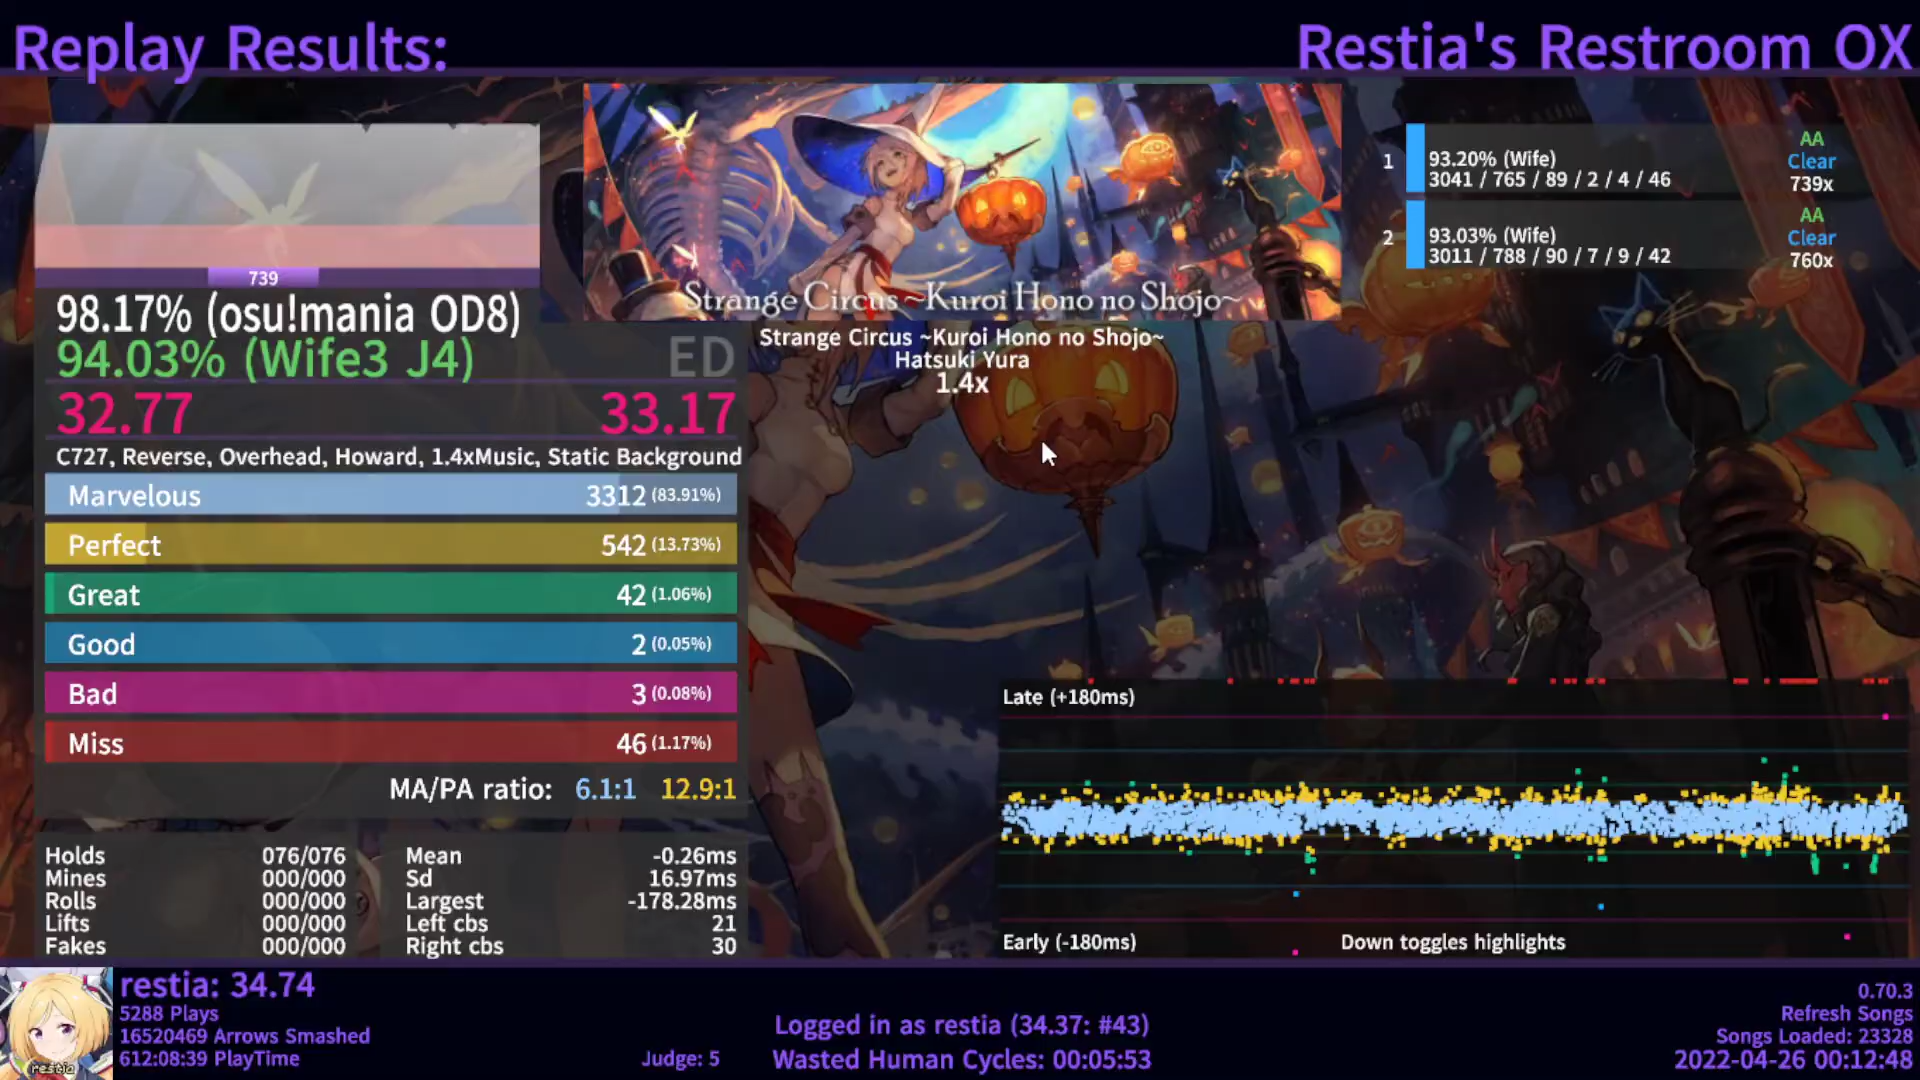 Replay Results:
Restia's Restroom OX
739
98.17% (osu!mania OD8)
94.03% (Wife3 J4)
ED
32.77
33.17
C727, Reverse, Overhead, Howard, 1.4xMusic, Static Background
Marvelous 3312 (83.91%)
Perfect 542 (13.73%)
Great 42 (1.06%)
Good 2 (0.05%)
Bad 3 (0.08%)
Miss 46 (1.17%)
MA/PA ratio: 6.1:1 12.9:1
Holds 076/076
Mines 000/000
Rolls 000/000
Lifts 000/000
Fakes 000/000
Mean -0.26ms
Sd 16.97ms
Largest -178.28ms
Left cbs 21
Right cbs 30
Strange Circus ~Kuroi Hono no Shojo~
Strange Circus ~Kuroi Hono no Shojo~
Hatsuki Yura
1.4x
1
93.20% (Wife)
3041 / 765 / 89 / 2 / 4 / 46
AA
Clear
739x
2
93.03% (Wife)
3011 / 788 / 90 / 7 / 9 / 42
AA
Clear
760x
Late (+180ms)
Early (-180ms)
Down toggles highlights
restia
restia: 34.74
5288 Plays
16520469 Arrows Smashed
612:08:39 PlayTime
Judge: 5
Logged in as restia (34.37: #43)
Wasted Human Cycles: 00:05:53
0.70.3
Refresh Songs
Songs Loaded: 23328
2022-04-26 00:12:48